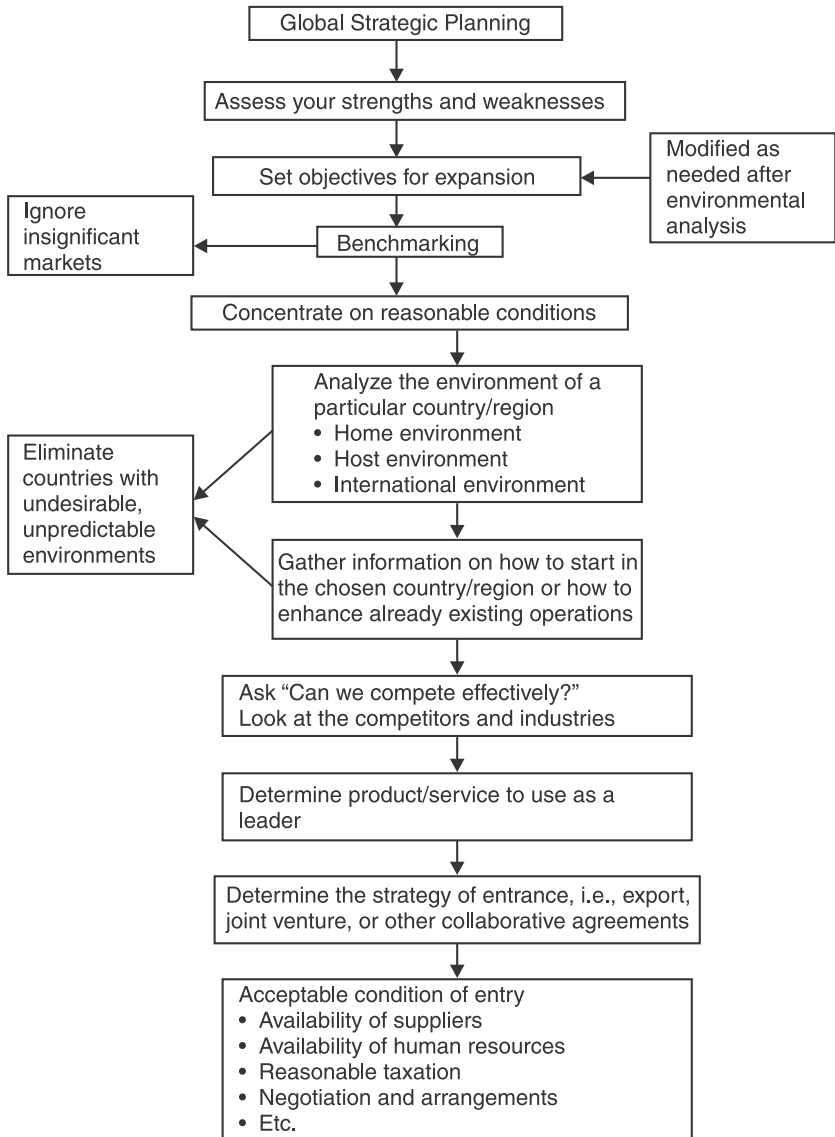 Global Strategic Planning
Assess your strengths and weaknesses
Set objectives for expansion
Modified as
needed after
environmental
analysis
Ignore
insignificant
markets
Benchmarking
Concentrate on reasonable conditions
Analyze the environment of a
particular country/region
• Home environment
• Host environment
• International environment
Eliminate
countries with
undesirable,
unpredictable
environments
Gather information on how to start in
the chosen country/region or how to
enhance already existing operations
Ask “Can we compete effectively?”
Look at the competitors and industries
Determine product/service to use as a
leader
Determine the strategy of entrance, i.e., export,
joint venture, or other collaborative agreements
Acceptable condition of entry
• Availability of suppliers
• Availability of human resources
• Reasonable taxation
• Negotiation and arrangements
• Etc.